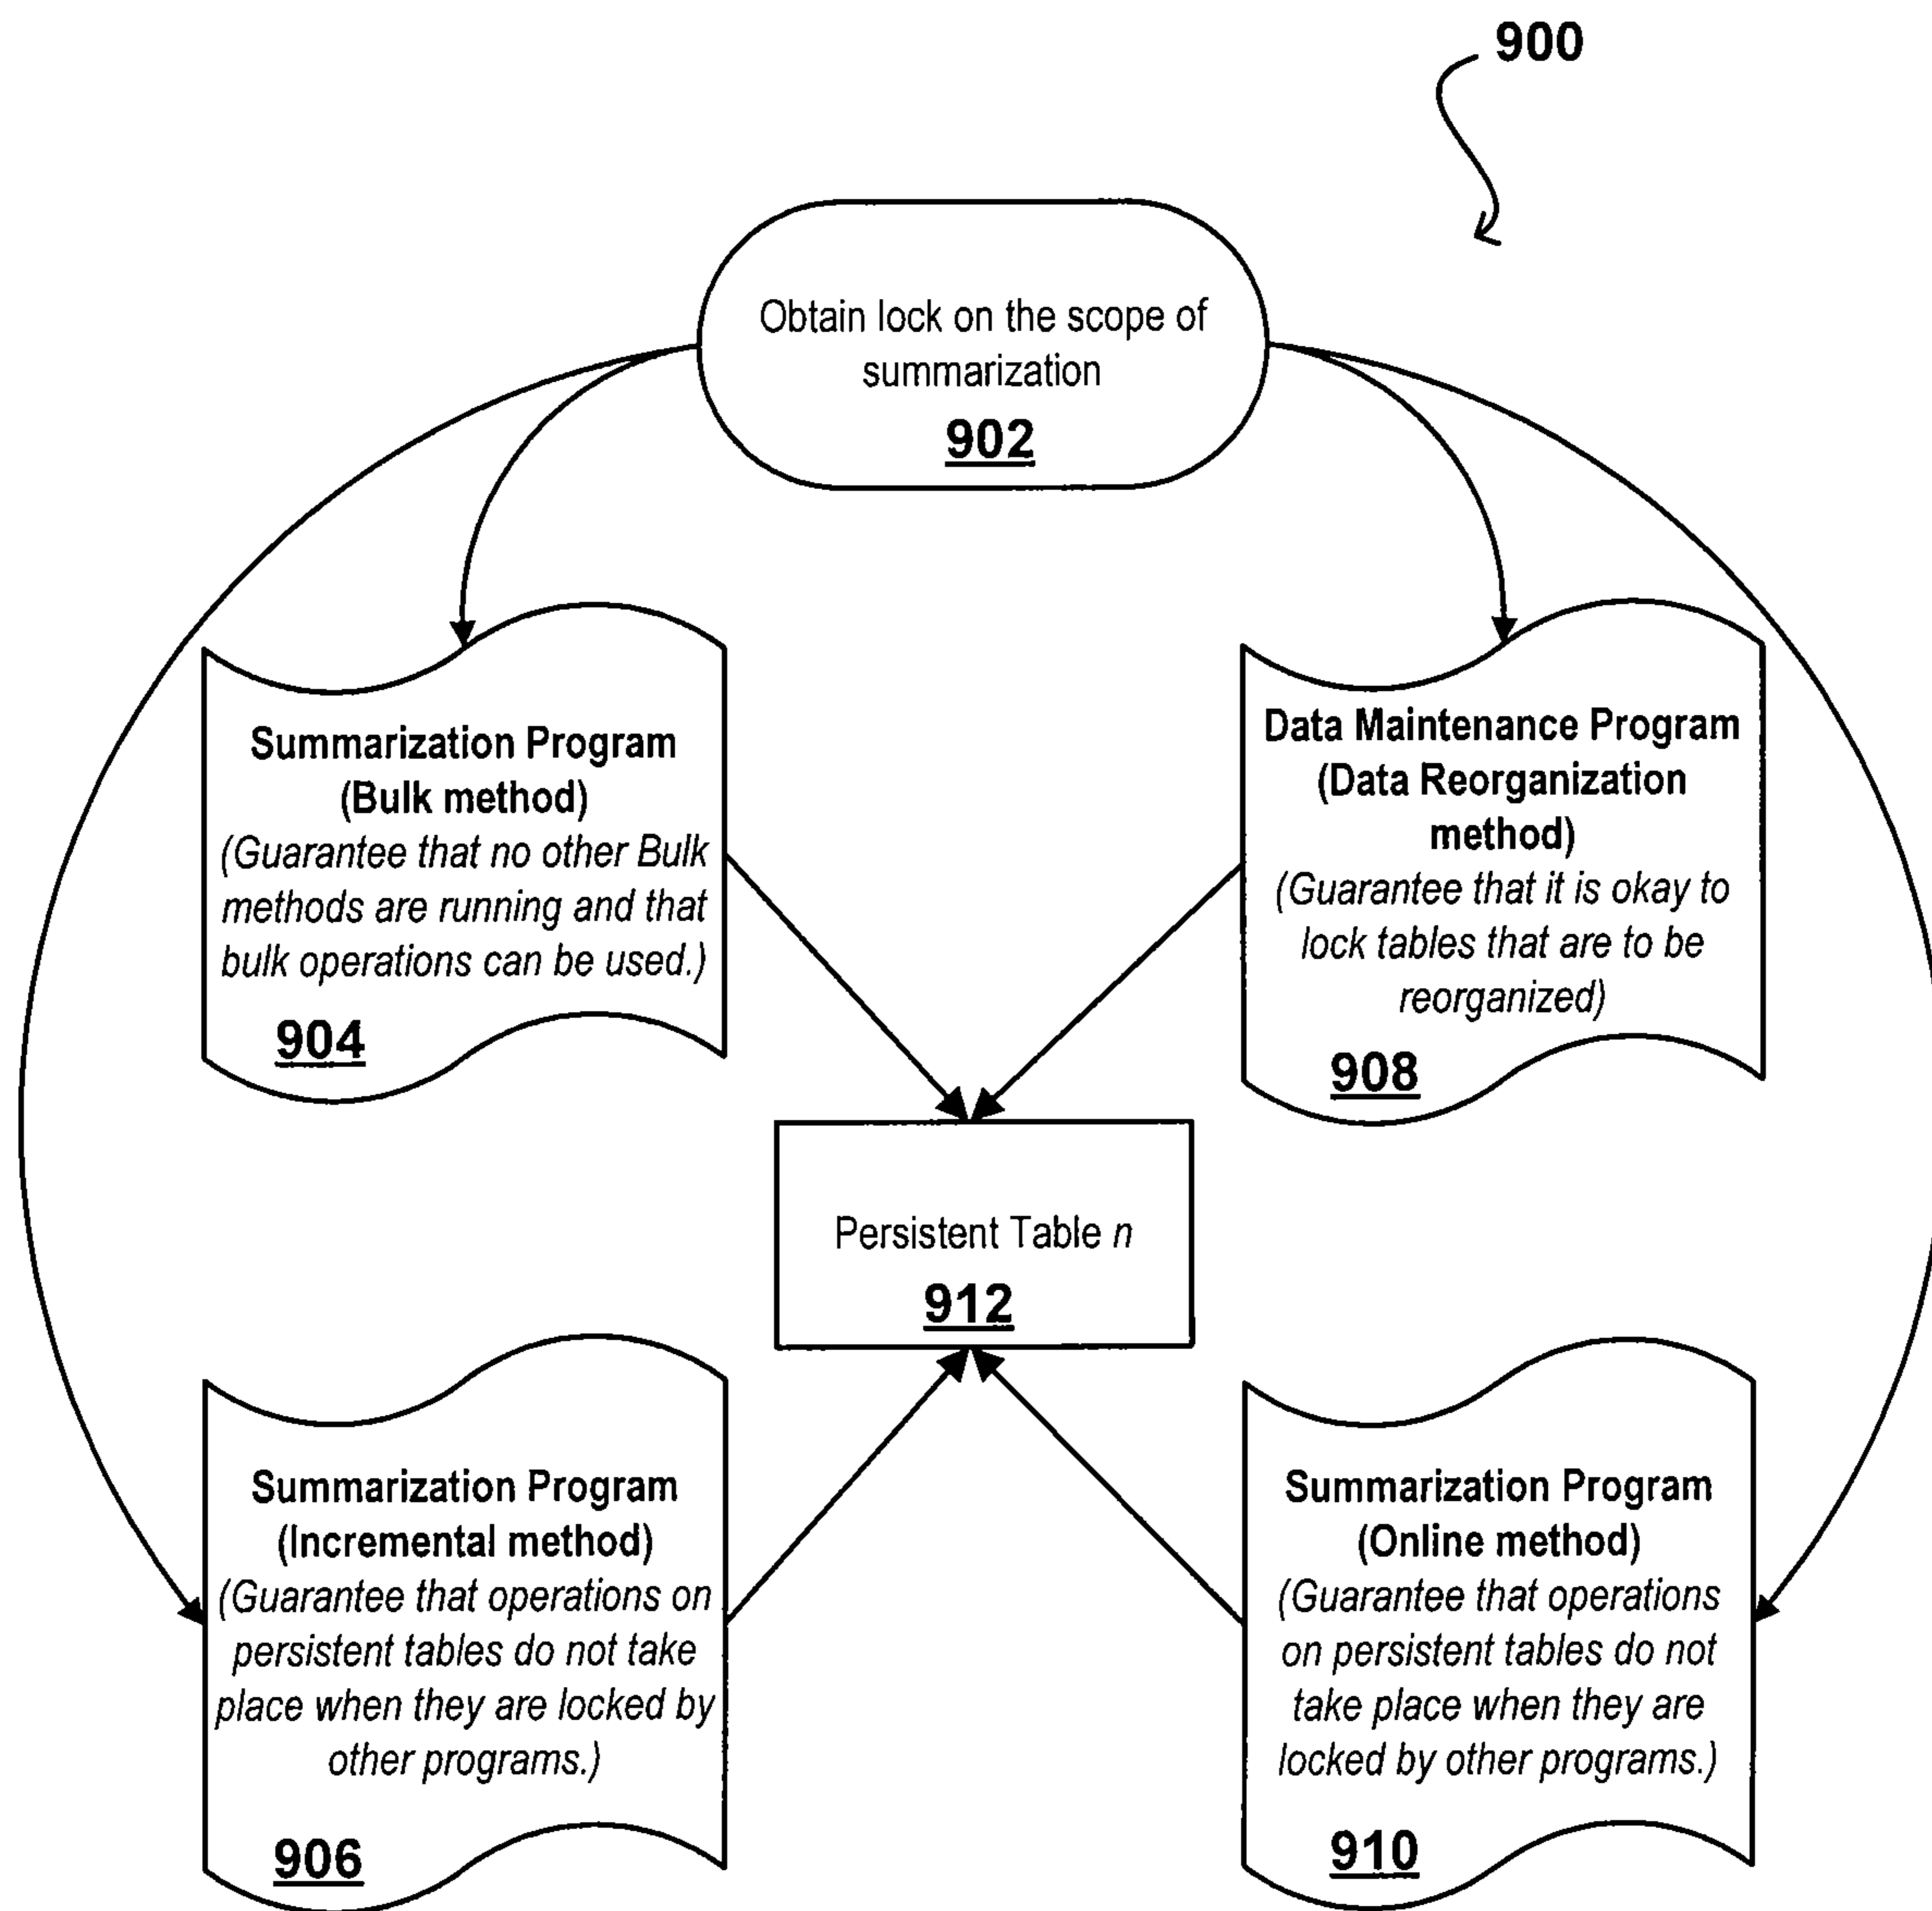 900
Obtain lock on the scope of
summarization
902
Summarization Program
(Bulk method)
(Guarantee that no other Bulk
methods are running and that
bulk operations can be used.)
904
Data Maintenance Program
(Data Reorganization
method)
(Guarantee that it is okay to
lock tables that are to be
reorganized)
908
Persistent Table n
912
Summarization Program
(Incremental method)
(Guarantee that operations on
persistent tables do not take
place when they are locked by
other programs.)
906
Summarization Program
(Online method)
(Guarantee that operations
on persistent tables do not
take place when they are
locked by other programs.)
910